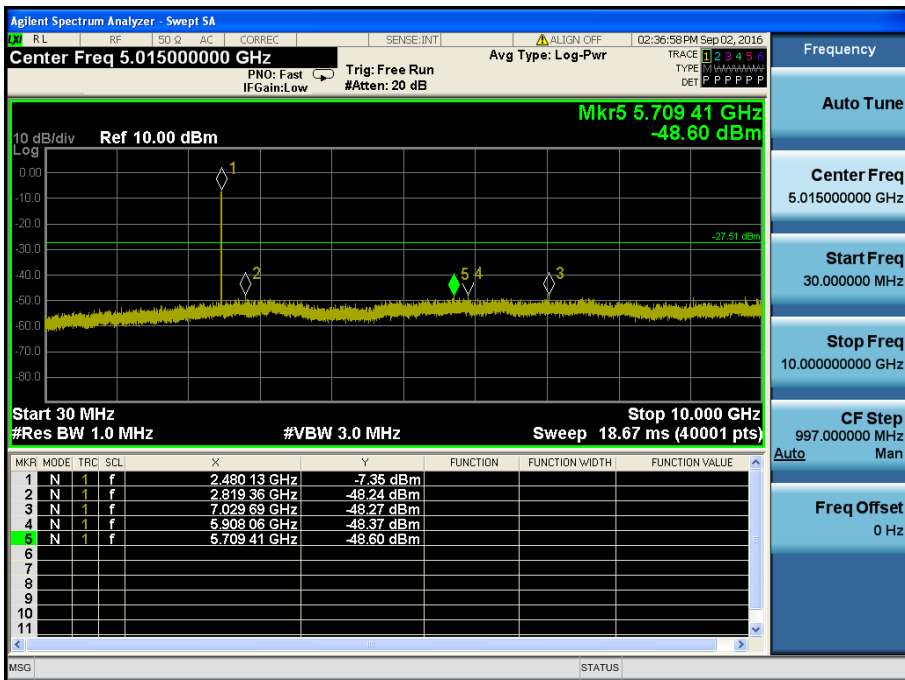 Agilent Spectrum Analyzer - Swept SA
LXI RL RF 50 Ω AC CORREC SENSE:INT ALIGN OFF 02:36:58 PM Sep 02, 2016
Center Freq 5.015000000 GHz
PNO: Fast
IFGain:Low
Trig: Free Run
#Atten: 20 dB
Avg Type: Log-Pwr
TRACE 1 2 3 4 5 6
TYPE M
DET P P P P P P
Mkr5 5.709 41 GHz
-48.60 dBm
10 dB/div Ref 10.00 dBm
Log
0.00
-10.0
-20.0
-30.0
-40.0
-50.0
-60.0
-70.0
-80.0
1
-27.51 dBm
2
5 4
3
Start 30 MHz Stop 10.000 GHz
#Res BW 1.0 MHz #VBW 3.0 MHz Sweep 18.67 ms (40001 pts)
MKR MODE TRC SCL X Y FUNCTION FUNCTION WIDTH FUNCTION VALUE
1 N 1 f 2.480 13 GHz -7.35 dBm
2 N 1 f 2.819 36 GHz -48.24 dBm
3 N 1 f 7.029 69 GHz -48.27 dBm
4 N 1 f 5.908 06 GHz -48.37 dBm
5 N 1 f 5.709 41 GHz -48.60 dBm
6
7
8
9
10
11
MSG STATUS
Frequency
Auto Tune
Center Freq
5.015000000 GHz
Start Freq
30.000000 MHz
Stop Freq
10.000000000 GHz
CF Step
997.000000 MHz
Auto Man
Freq Offset
0 Hz